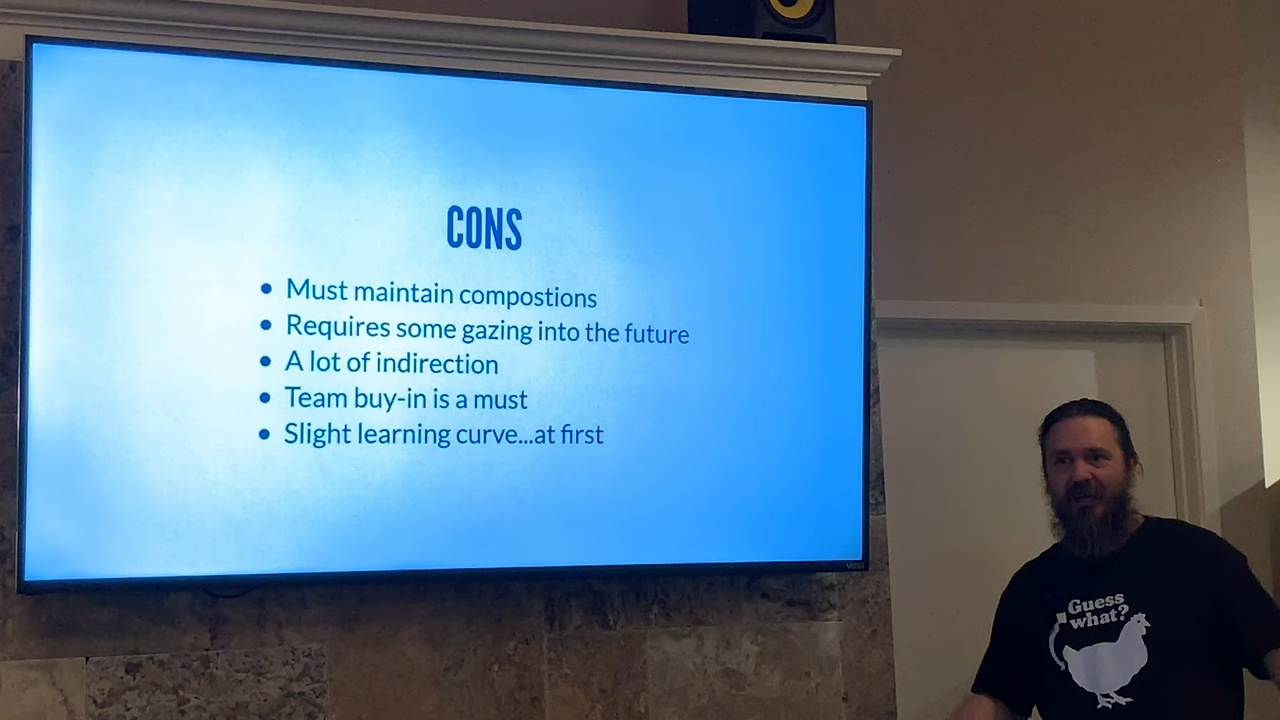 CONS
• Must maintain compostions
• Requires some gazing into the future
• A lot of indirection
• Team buy-in is a must
• Slight learning curve...at first
VIZIO
Guess
what?